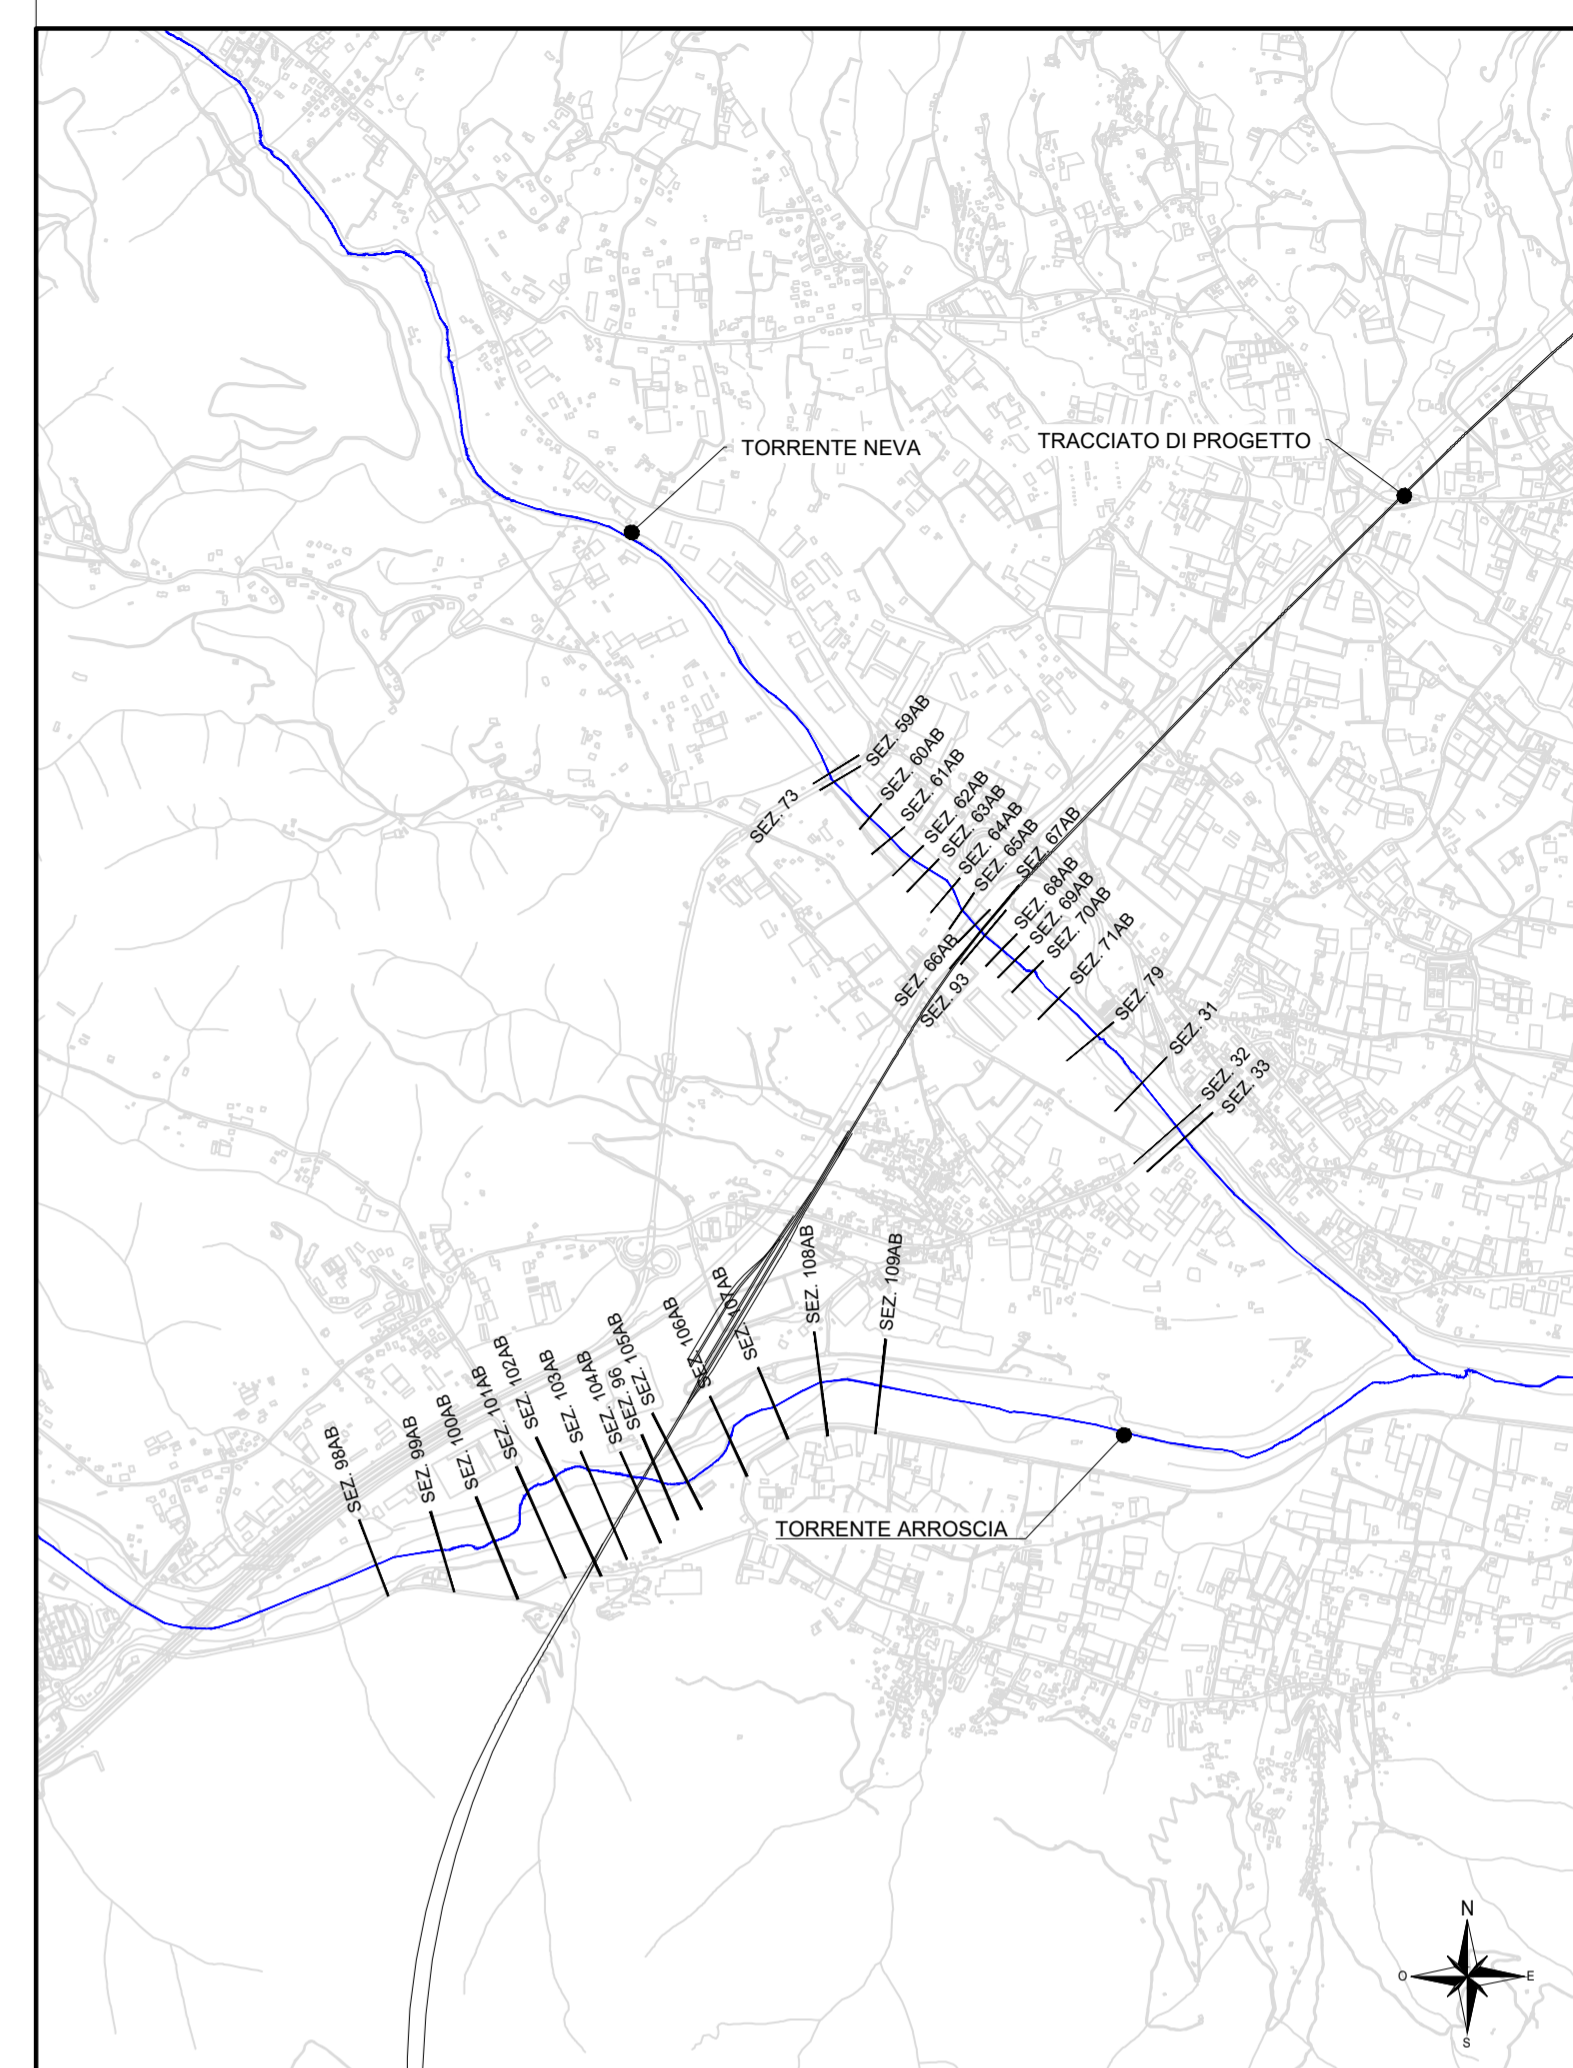 TORRENTE NEVA
TRACCIATO DI PROGETTO
SEZ. 59AB
SEZ. 60AB
SEZ. 61AB
SEZ. 62AB
SEZ. 63AB
SEZ. 64AB
SEZ. 65AB
SEZ. 67AB
SEZ. 73
SEZ. 68AB
SEZ. 69AB
SEZ. 70AB
SEZ. 71AB
SEZ. 66AB
SEZ. 93
SEZ. 79
SEZ. 31
SEZ. 32
SEZ. 33
SEZ. 98AB
SEZ. 99AB
SEZ. 100AB
SEZ. 101AB
SEZ. 102AB
SEZ. 103AB
SEZ. 104AB
SEZ. 96
SEZ. 105AB
SEZ. 106AB
SEZ. 107AB
SEZ. 108AB
SEZ. 109AB
TORRENTE ARROSCIA
N
O
E
S